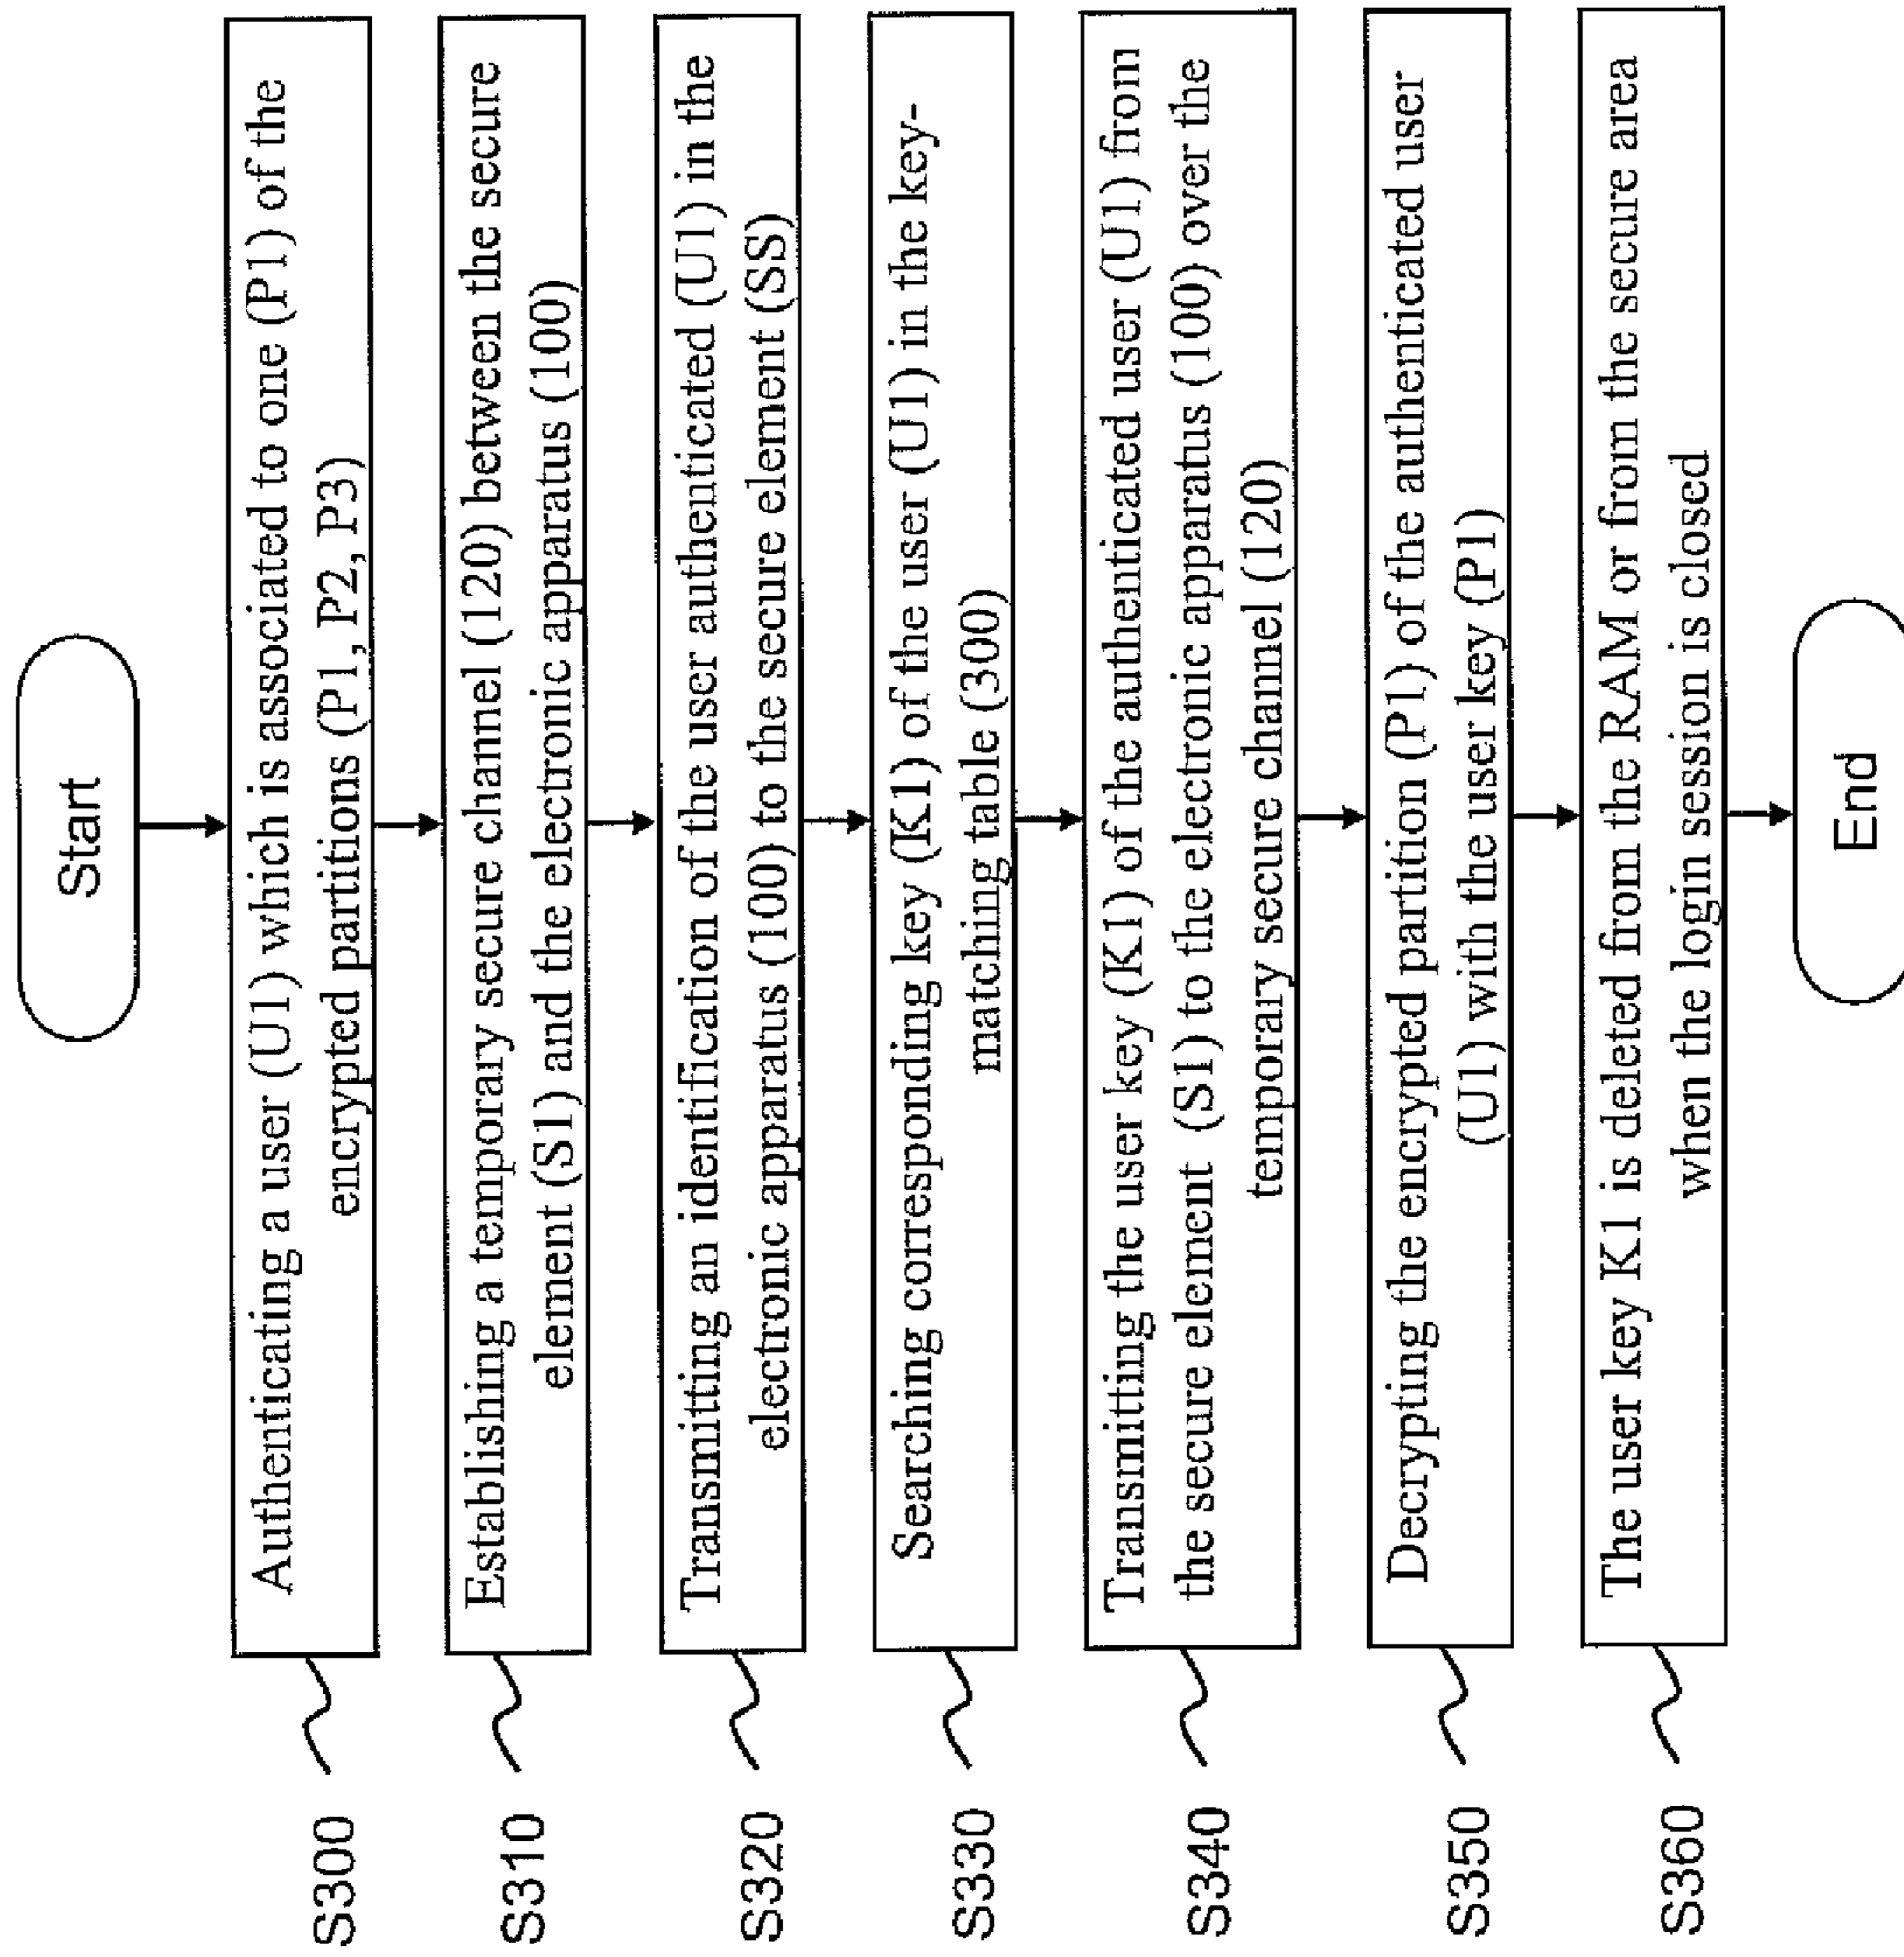 Start
S300
Authenticating a user (U1) which is associated to one (P1) of the
encrypted partitions (P1, P2, P3)
S310
Establishing a temporary secure channel (120) between the secure
element (S1) and the electronic apparatus (100)
S320
Transmitting an identification of the user authenticated (U1) in the
electronic apparatus (100) to the secure element (SS)
S330
Searching corresponding key (K1) of the user (U1) in the key-
matching table (300)
S340
Transmitting the user key (K1) of the authenticated user (U1) from
the secure element (S1) to the electronic apparatus (100) over the
temporary secure channel (120)
S350
Decrypting the encrypted partition (P1) of the authenticated user
(U1) with the user key (P1)
S360
The user key K1 is deleted from the RAM or from the secure area
when the login session is closed
End